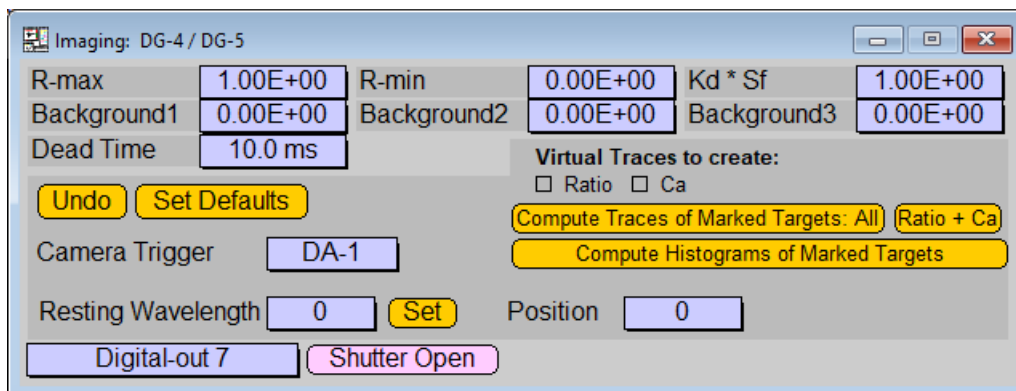 Imaging: DG-4 / DG-5
R-max 1.00E+00 R-min 0.00E+00 Kd * Sf 1.00E+00
Background1 0.00E+00 Background2 0.00E+00 Background3 0.00E+00
Dead Time 10.0 ms
Virtual Traces to create:
Ratio Ca
Undo Set Defaults
Compute Traces of Marked Targets: All Ratio + Ca
Camera Trigger DA-1
Compute Histograms of Marked Targets
Resting Wavelength 0 Set Position 0
Digital-out 7 Shutter Open